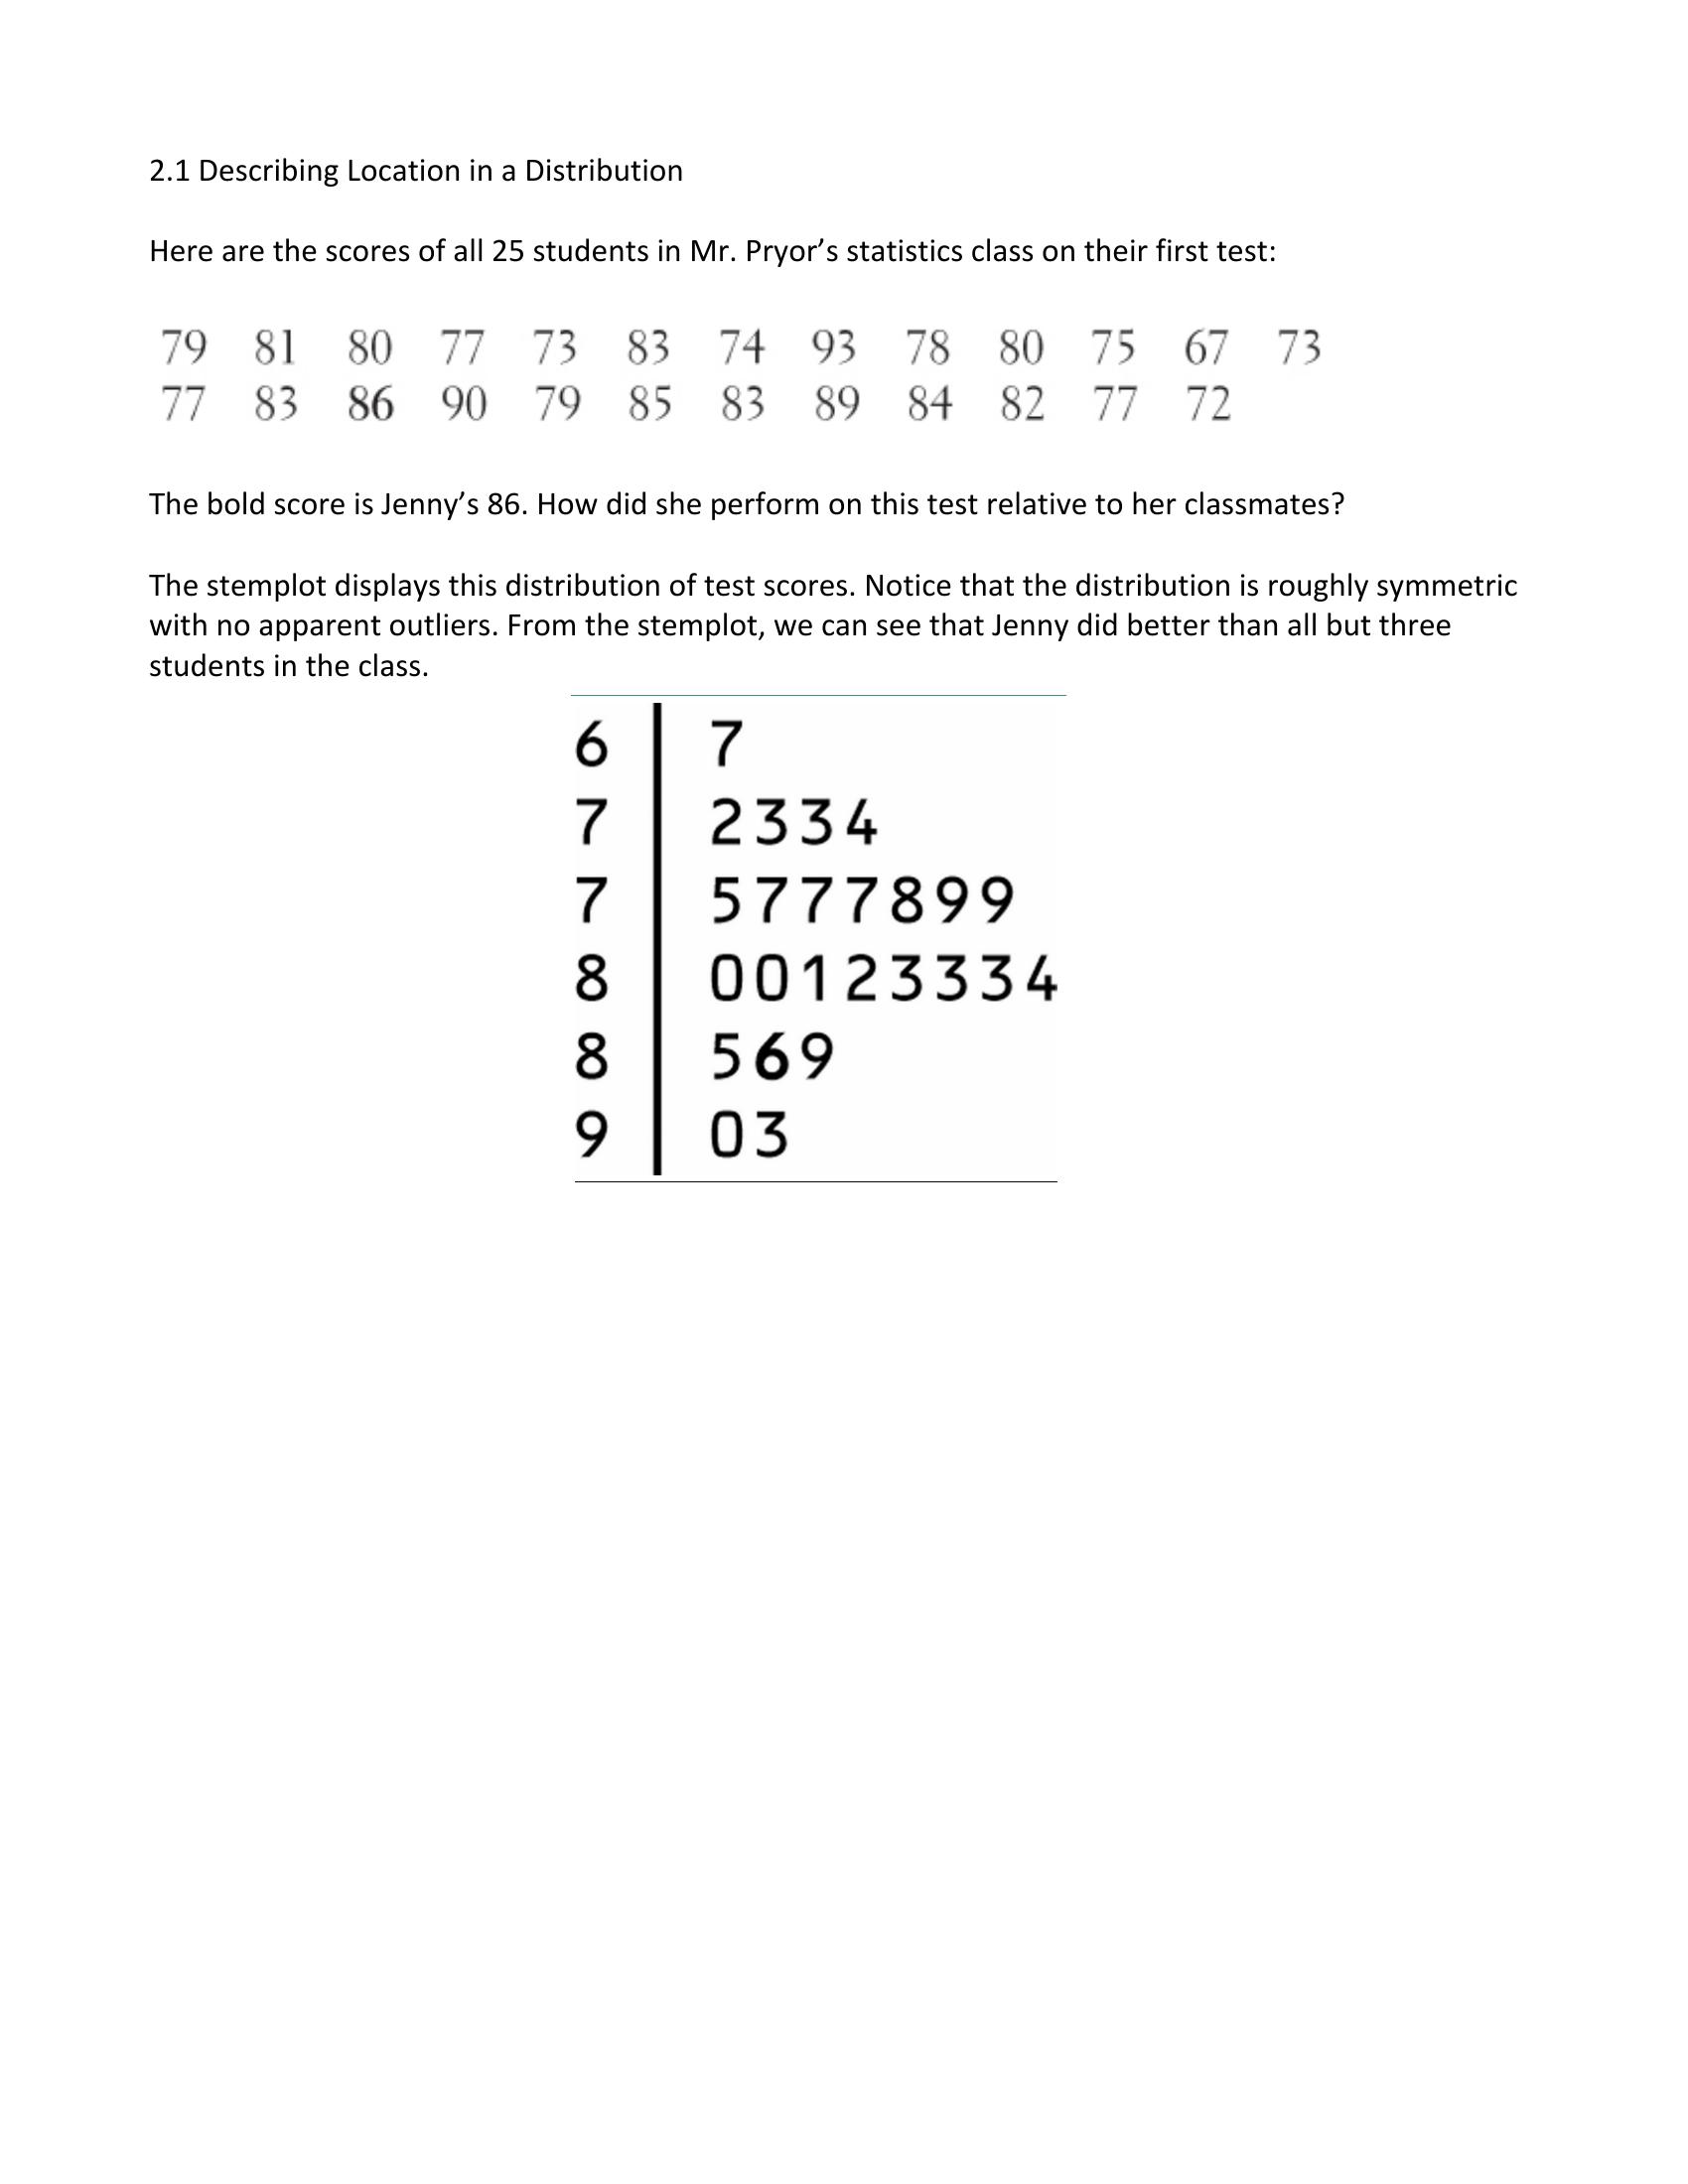 2.1 Describing Location in a Distribution
Here are the scores of all 25 students in Mr. Pryor’s statistics class on their first test:
79 81 80 77 73 83 74 93 78 80 75 67 73
77 83 86 90 79 85 83 89 84 82 77 72
The bold score is Jenny’s 86. How did she perform on this test relative to her classmates?
The stemplot displays this distribution of test scores. Notice that the distribution is roughly symmetric
with no apparent outliers. From the stemplot, we can see that Jenny did better than all but three
students in the class.
6 7
7 2334
7 5777899
8 00123334
8 569
9 03